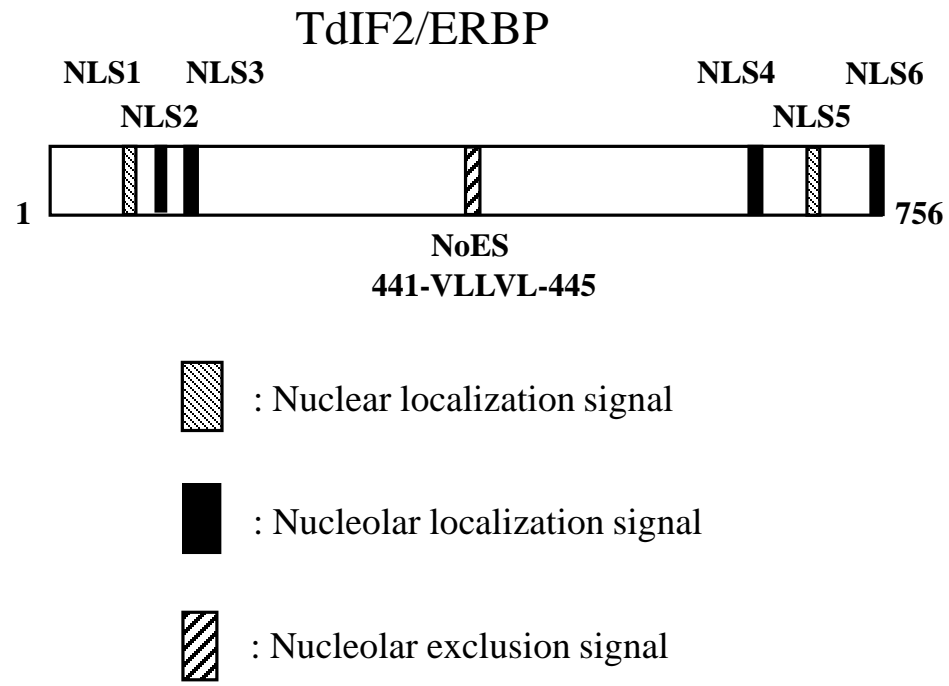 TdIF2/ERBP
NLS1 NLS3 NLS4 NLS6
NLS2 NLS5
1 756
NoES
441-VLLVL-445
: Nuclear localization signal
: Nucleolar localization signal
: Nucleolar exclusion signal